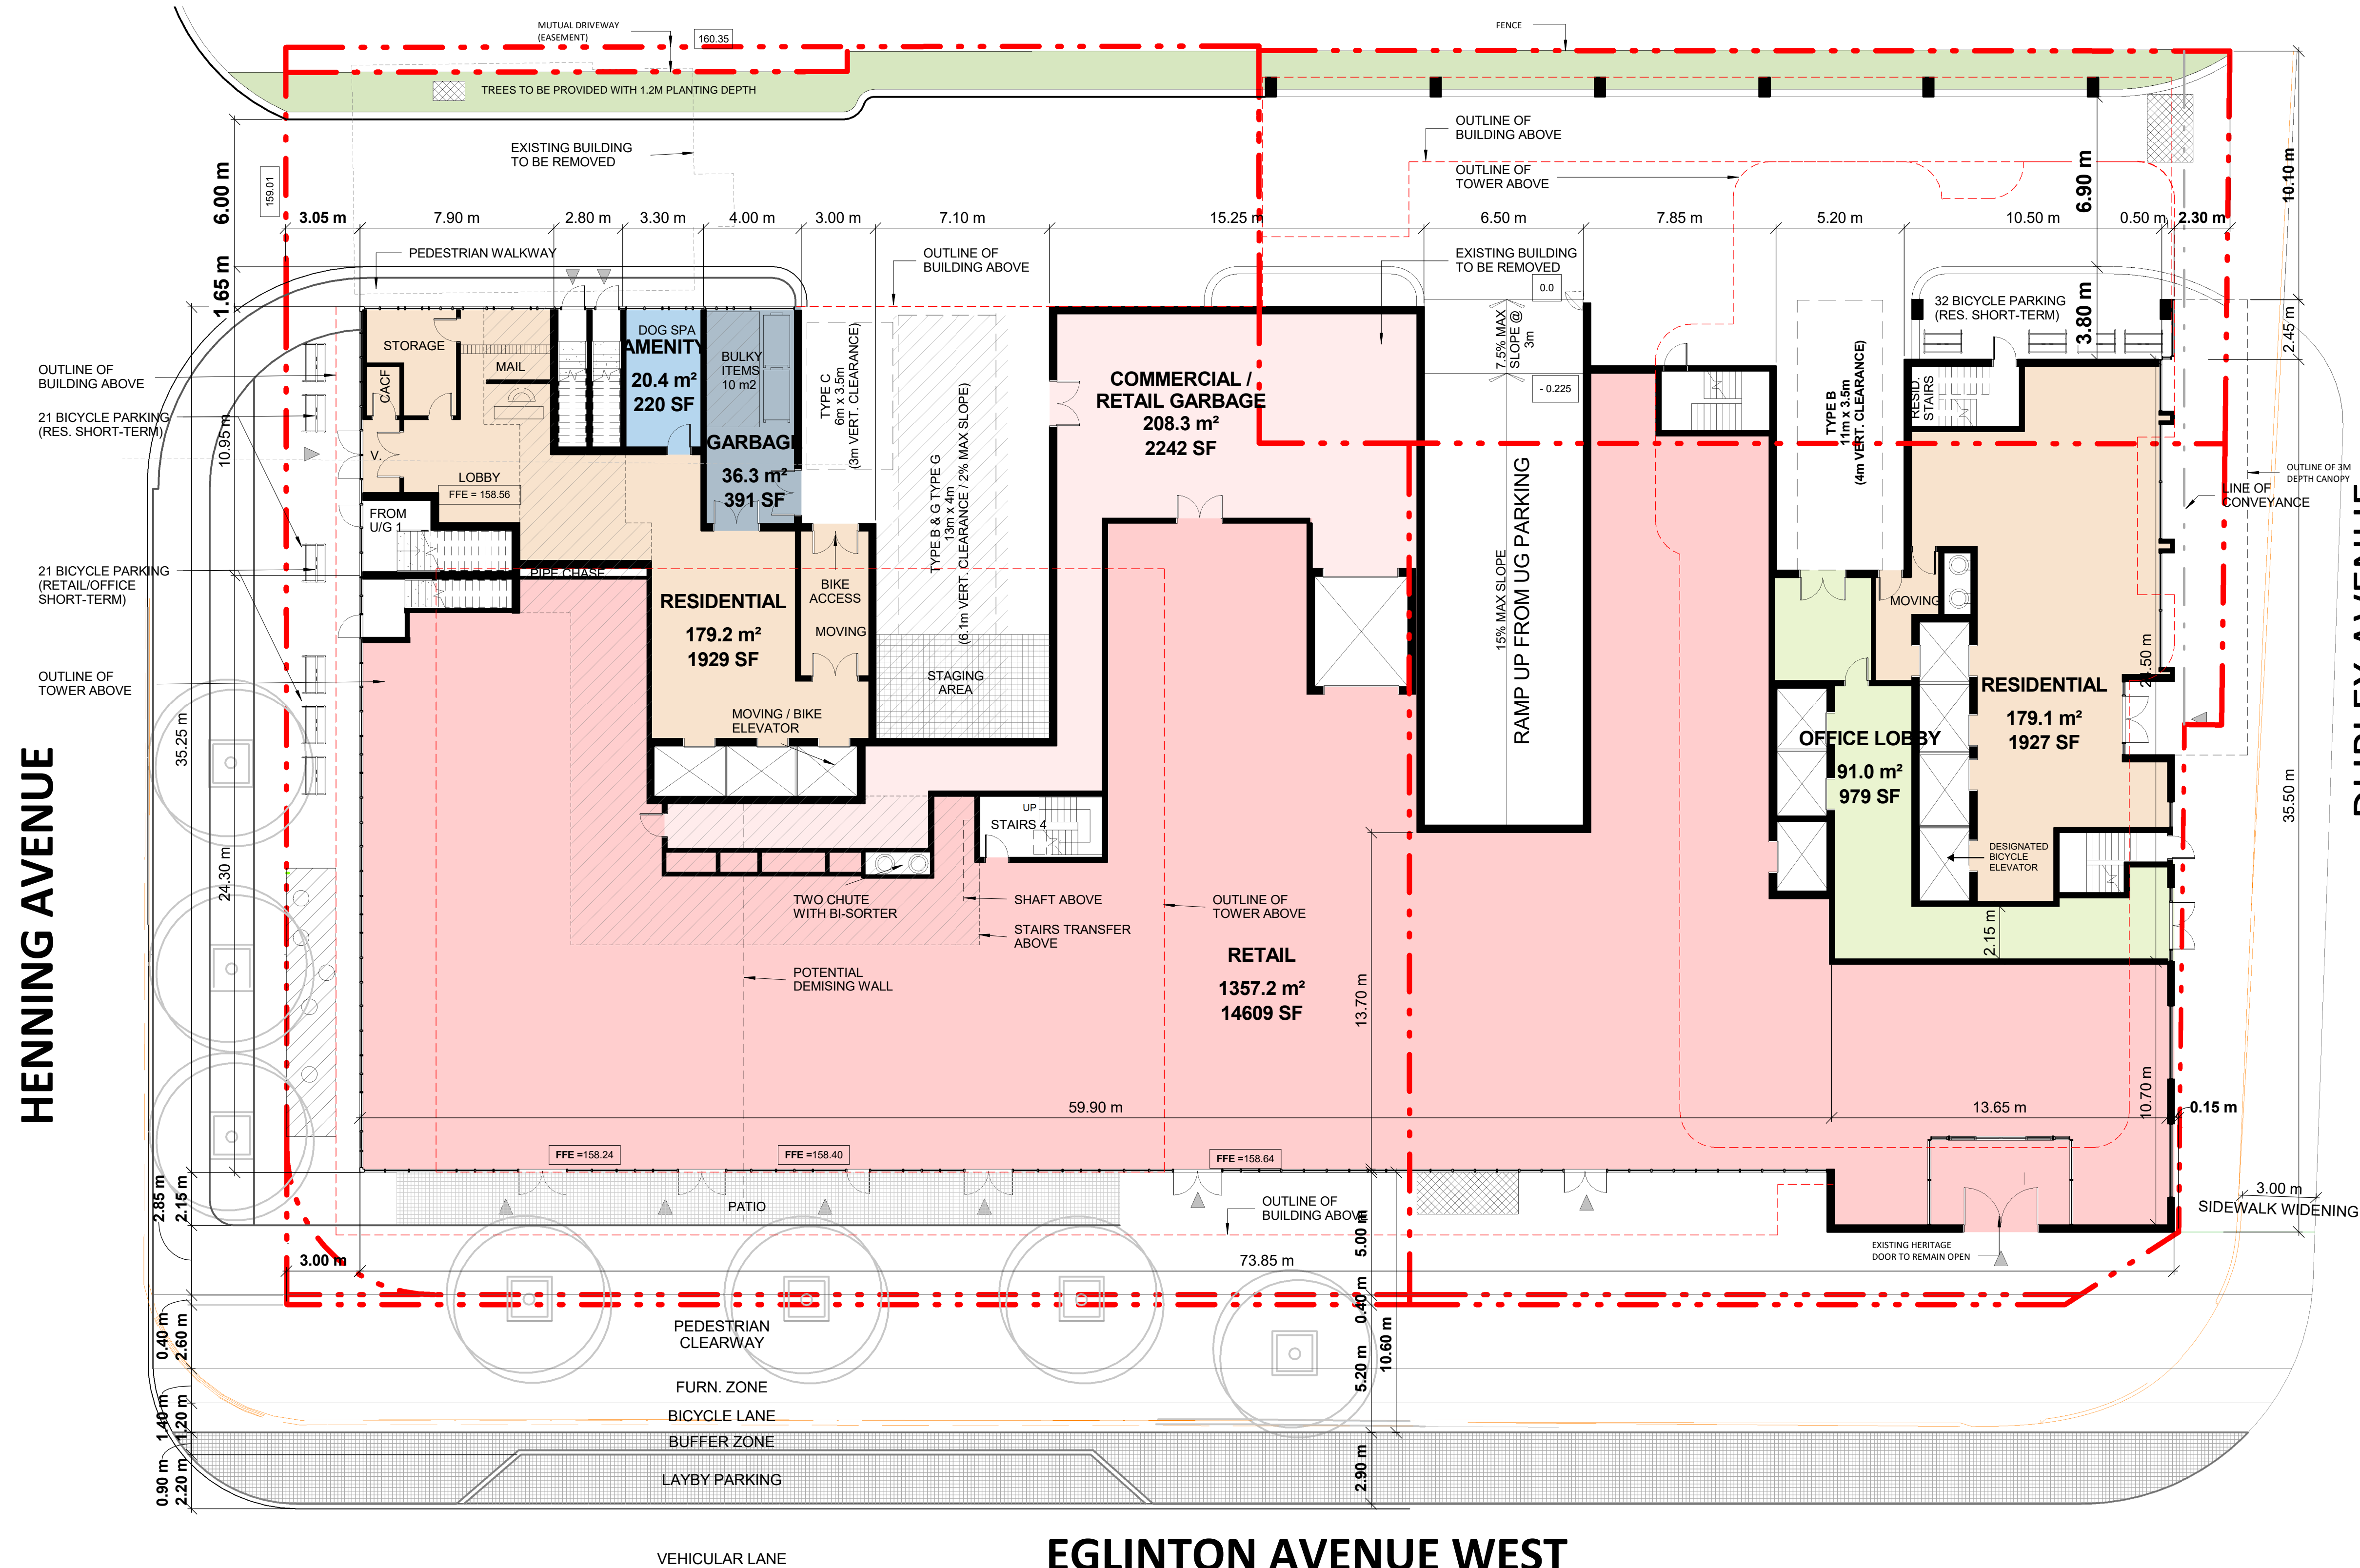 MUTUAL DRIVEWAY
(EASEMENT)
160.35
FENCE
TREES TO BE PROVIDED WITH 1.2M PLANTING DEPTH
EXISTING BUILDING
TO BE REMOVED
OUTLINE OF
BUILDING ABOVE
OUTLINE OF
TOWER ABOVE
159.01
6.00 m
1.65 m
6.90 m
10.10 m
3.05 m
7.90 m
2.80 m
3.30 m
4.00 m
3.00 m
7.10 m
15.25 m
6.50 m
7.85 m
5.20 m
10.50 m
0.50 m
2.30 m
PEDESTRIAN WALKWAY
OUTLINE OF
BUILDING ABOVE
EXISTING BUILDING
TO BE REMOVED
0.0
32 BICYCLE PARKING
(RES. SHORT-TERM)
3.80 m
2.45 m
7.5% MAX
SLOPE @
3m
- 0.225
STORAGE
MAIL
CACF
V.
LOBBY
FFE = 158.56
DOG SPA
AMENITY
20.4 m²
220 SF
BULKY
ITEMS
10 m2
GARBAGE
36.3 m²
391 SF
TYPE C
6m x 3.5m
(3m VERT. CLEARANCE)
TYPE B & G TYPE G
13m x 4m
(6.1m VERT. CLEARANCE / 2% MAX SLOPE)
COMMERCIAL /
RETAIL GARBAGE
208.3 m²
2242 SF
TYPE B
11m x 3.5m
(4m VERT. CLEARANCE)
RESID.
STAIRS
OUTLINE OF
BUILDING ABOVE
21 BICYCLE PARKING
(RES. SHORT-TERM)
10.95 m
OUTLINE OF 3M
DEPTH CANOPY
LINE OF
CONVEYANCE
FROM
U/G 1
PIPE CHASE
21 BICYCLE PARKING
(RETAIL/OFFICE
SHORT-TERM)
BIKE
ACCESS
MOVING
RESIDENTIAL
179.2 m²
1929 SF
STAGING
AREA
MOVING / BIKE
ELEVATOR
15% MAX SLOPE
RAMP UP FROM UG PARKING
MOVING
OUTLINE OF
TOWER ABOVE
RESIDENTIAL
179.1 m²
1927 SF
OFFICE LOBBY
91.0 m²
979 SF
35.25 m
24.30 m
35.50 m
HENNING AVENUE
UP
STAIRS 4
DESIGNATED
BICYCLE
ELEVATOR
TWO CHUTE
WITH BI-SORTER
SHAFT ABOVE
STAIRS TRANSFER
ABOVE
OUTLINE OF
TOWER ABOVE
POTENTIAL
DEMISING WALL
RETAIL
1357.2 m²
14609 SF
2.15 m
13.70 m
10.70 m
59.90 m
13.65 m
0.15 m
FFE =158.24
FFE =158.40
FFE =158.64
PATIO
OUTLINE OF
BUILDING ABOVE
3.00 m
SIDEWALK WIDENING
EXISTING HERITAGE
DOOR TO REMAIN OPEN
2.85 m
2.15 m
3.00 m
73.85 m
5.00 m
0.40 m
10.60 m
5.20 m
2.90 m
0.40 m
2.60 m
1.40 m
1.20 m
0.90 m
2.20 m
PEDESTRIAN
CLEARWAY
FURN. ZONE
BICYCLE LANE
BUFFER ZONE
LAYBY PARKING
VEHICULAR LANE
EGLINTON AVENUE WEST